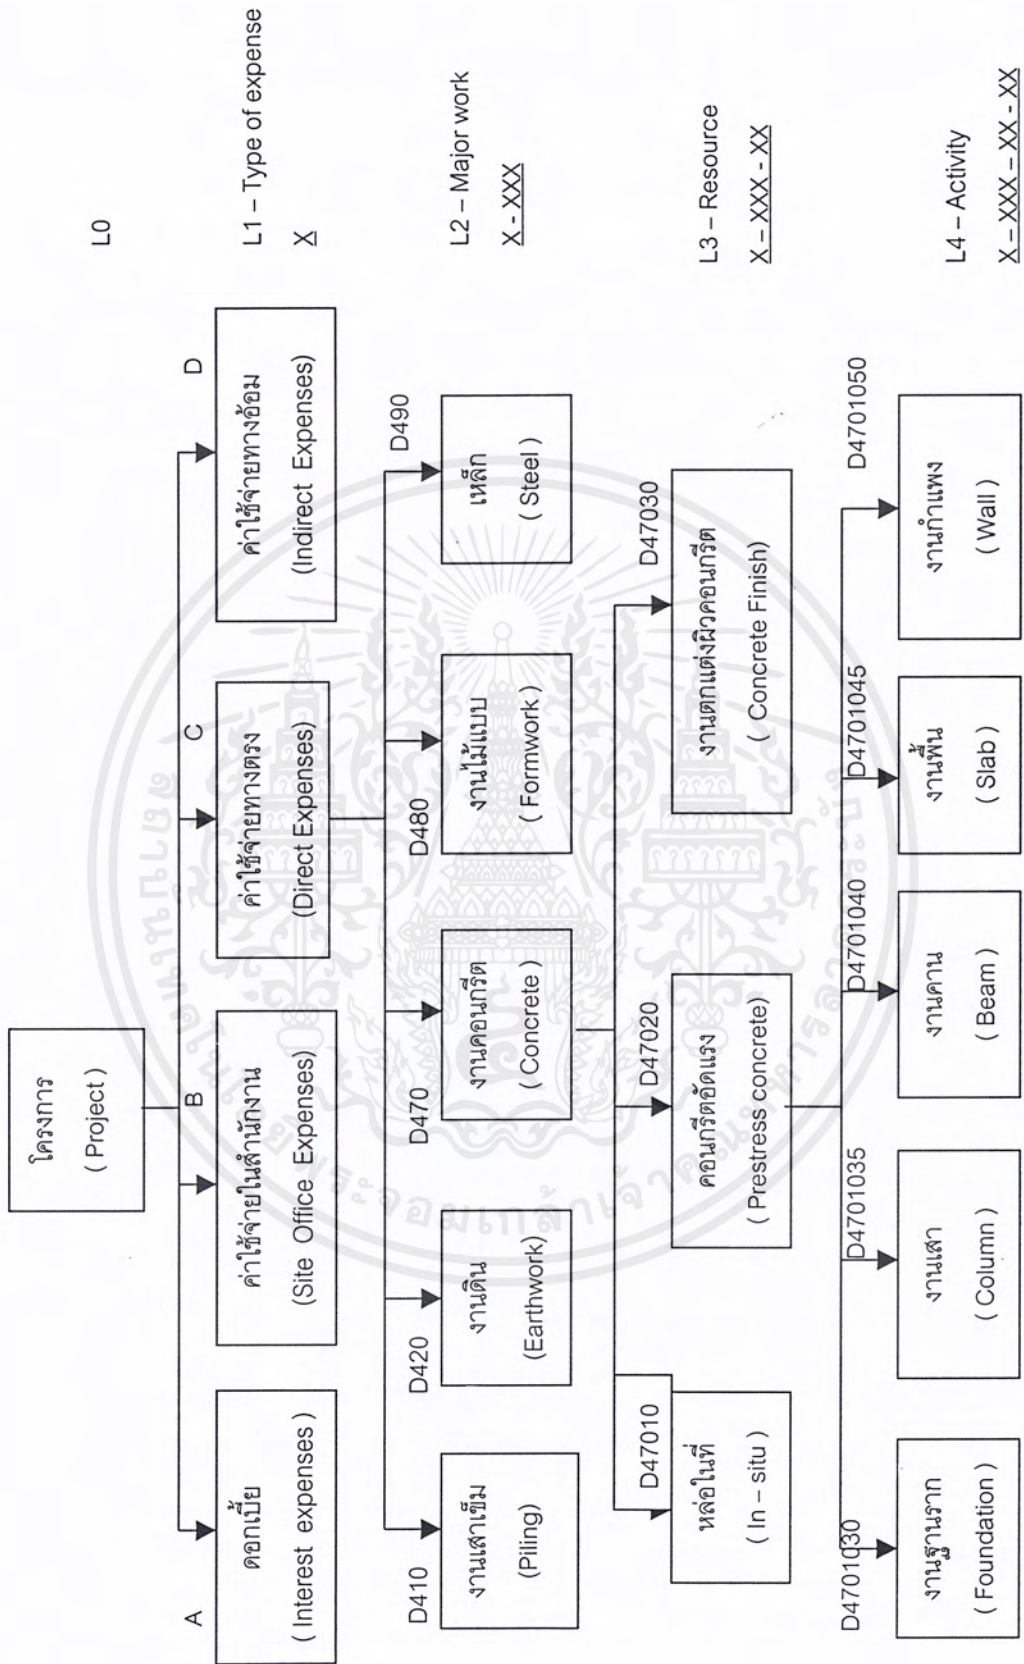 โครงการ
( Project )
L0
A
ดอกเบี้ย
( Interest expenses )
B
ค่าใช้จ่ายในสำนักงาน
(Site Office Expenses)
C
ค่าใช้จ่ายทางตรง
(Direct Expenses)
D
ค่าใช้จ่ายทางอ้อม
(Indirect Expenses)
L1 – Type of expense
X
D410
งานเสาเข็ม
(Piling)
D420
งานดิน
(Earthwork)
D470
งานคอนกรีต
( Concrete )
D480
งานไม้แบบ
( Formwork )
D490
เหล็ก
( Steel )
L2 – Major work
X - XXX
D47010
หล่อในที่
( In – situ )
D47020
คอนกรีตอัดแรง
( Prestress concrete)
D47030
งานตกแต่งผิวคอนกรีต
( Concrete Finish )
L3 – Resource
X – XXX - XX
D4701030
งานฐานราก
( Foundation )
D4701035
งานเสา
( Column )
D4701040
งานคาน
( Beam )
D4701045
งานพื้น
( Slab )
D4701050
งานกำแพง
( Wall )
L4 – Activity
X – XXX – XX - XX